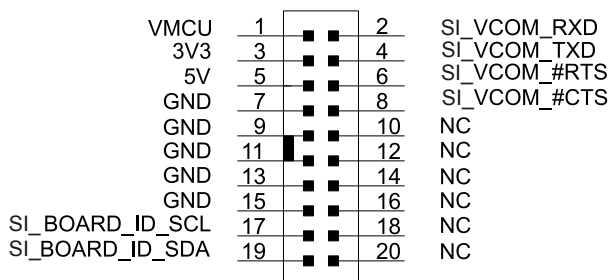 VMCU 1 2 SI_VCOM_RXD
3V3 3 4 SI_VCOM_TXD
5V 5 6 SI_VCOM_#RTS
GND 7 8 SI_VCOM_#CTS
GND 9 10 NC
GND 11 12 NC
GND 13 14 NC
GND 15 16 NC
SI_BOARD_ID_SCL 17 18 NC
SI_BOARD_ID_SDA 19 20 NC